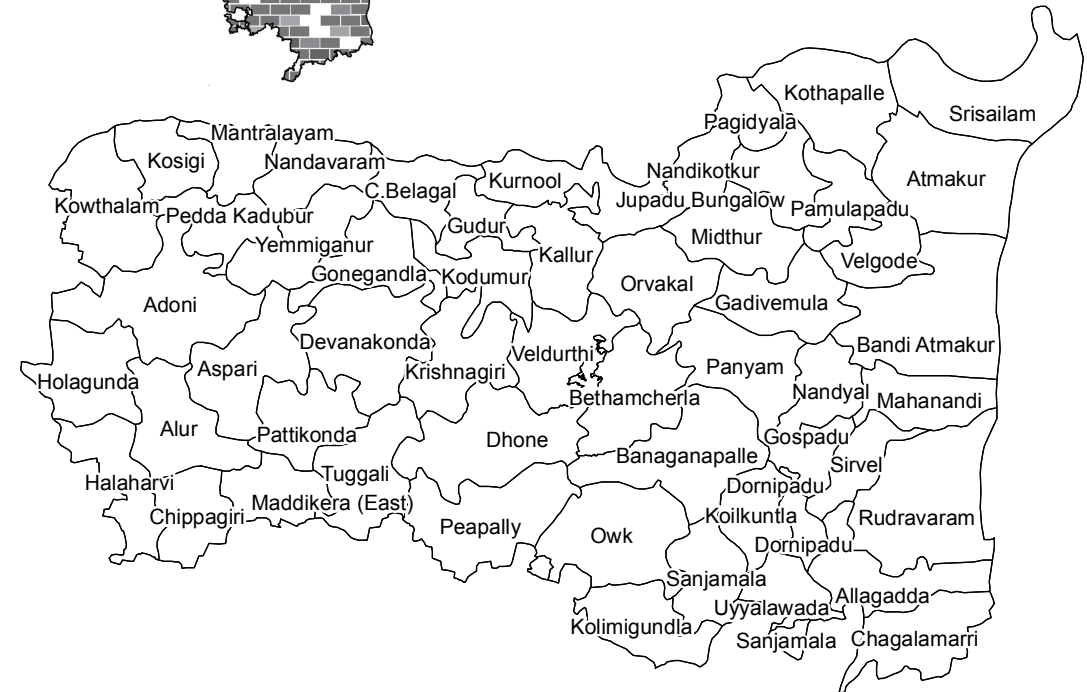 Kothapalle
Srisailam
Pagidyala
Mantralayam
Kosigi
Nandavaram
Nandikotkur
Atmakur
C.Belagal
Kurnool
Jupadu Bungalow
Kowthalam
Pedda Kadubur
Pamulapadu
Gudur
Midthur
Yemmiganur
Kallur
Velgode
Gonegandla
Kodumur
Orvakal
Adoni
Gadivemula
Devanakonda
Bandi Atmakur
Veldurthi
Aspari
Krishnagiri
Panyam
Holagunda
Nandyal
Bethamcherla
Mahanandi
Alur
Pattikonda
Dhone
Gospadu
Banaganapalle
Sirvel
Tuggali
Halaharvi
Dornipadu
Maddikera (East)
Chippagiri
Koilkuntla
Rudravaram
Peapally
Owk
Dornipadu
Sanjamala
Allagadda
Uyyalawada
Kolimigundla
Sanjamala
Chagalamarri